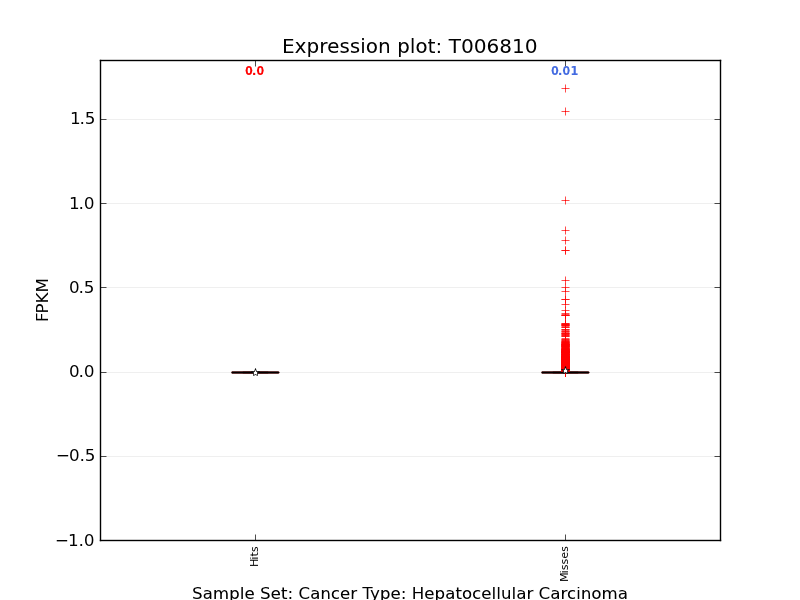 Expression plot: T006810
0.0
0.01
1.5
1.0
0.5
0.0
−0.5
−1.0
FPKM
Hits
Misses
Sample Set: Cancer Type: Hepatocellular Carcinoma